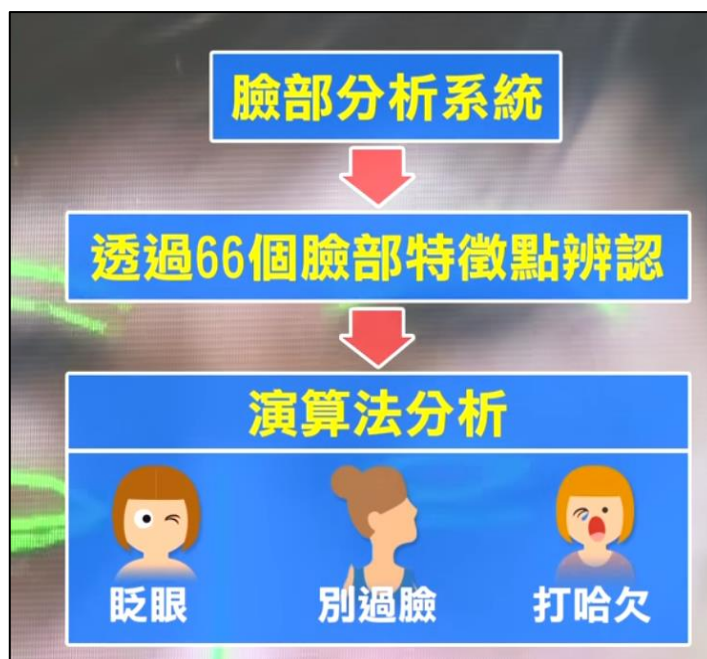 臉部分析系統
透過66個臉部特徵點辨認
演算法分析
眨眼
別過臉
打哈欠